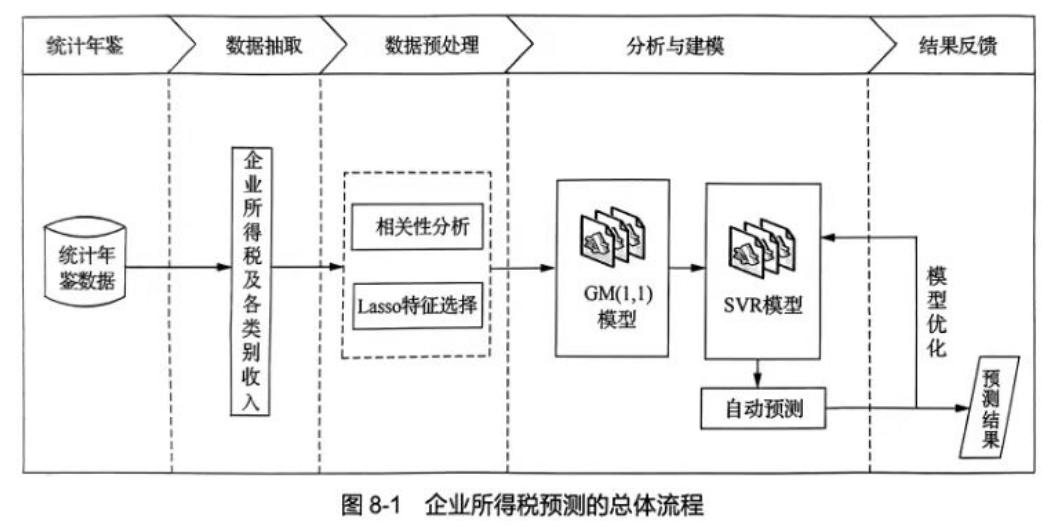 统计年鉴
数据抽取
数据预处理
分析与建模
结果反馈
统计年
鉴数据
企业所得税及各类别收入
相关性分析
Lasso特征选择
GM(1,1)
模型
SVR模型
自动预测
模型优化
预测结果
图 8-1 企业所得税预测的总体流程